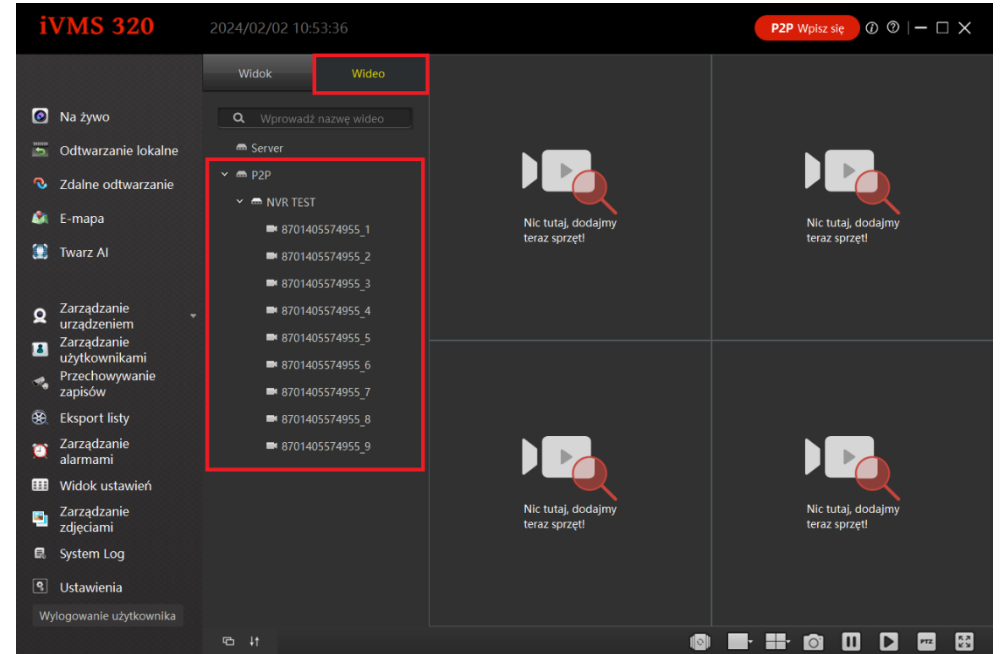 iVMS 320
2024/02/02 10:53:36
P2P Wpisz się
Widok
Wideo
Wprowadź nazwę wideo
Server
P2P
NVR TEST
8701405574955_1
8701405574955_2
8701405574955_3
8701405574955_4
8701405574955_5
8701405574955_6
8701405574955_7
8701405574955_8
8701405574955_9
Na żywo
Odtwarzanie lokalne
Zdalne odtwarzanie
E-mapa
Twarz AI
Zarządzanie
urządzeniem
Zarządzanie
użytkownikami
Przechowywanie
zapisów
Eksport listy
Zarządzanie
alarmami
Widok ustawień
Zarządzanie
zdjęciami
System Log
Ustawienia
Wylogowanie użytkownika
Nic tutaj, dodajmy
teraz sprzęt!
Nic tutaj, dodajmy
teraz sprzęt!
Nic tutaj, dodajmy
teraz sprzęt!
Nic tutaj, dodajmy
teraz sprzęt!
PTZ